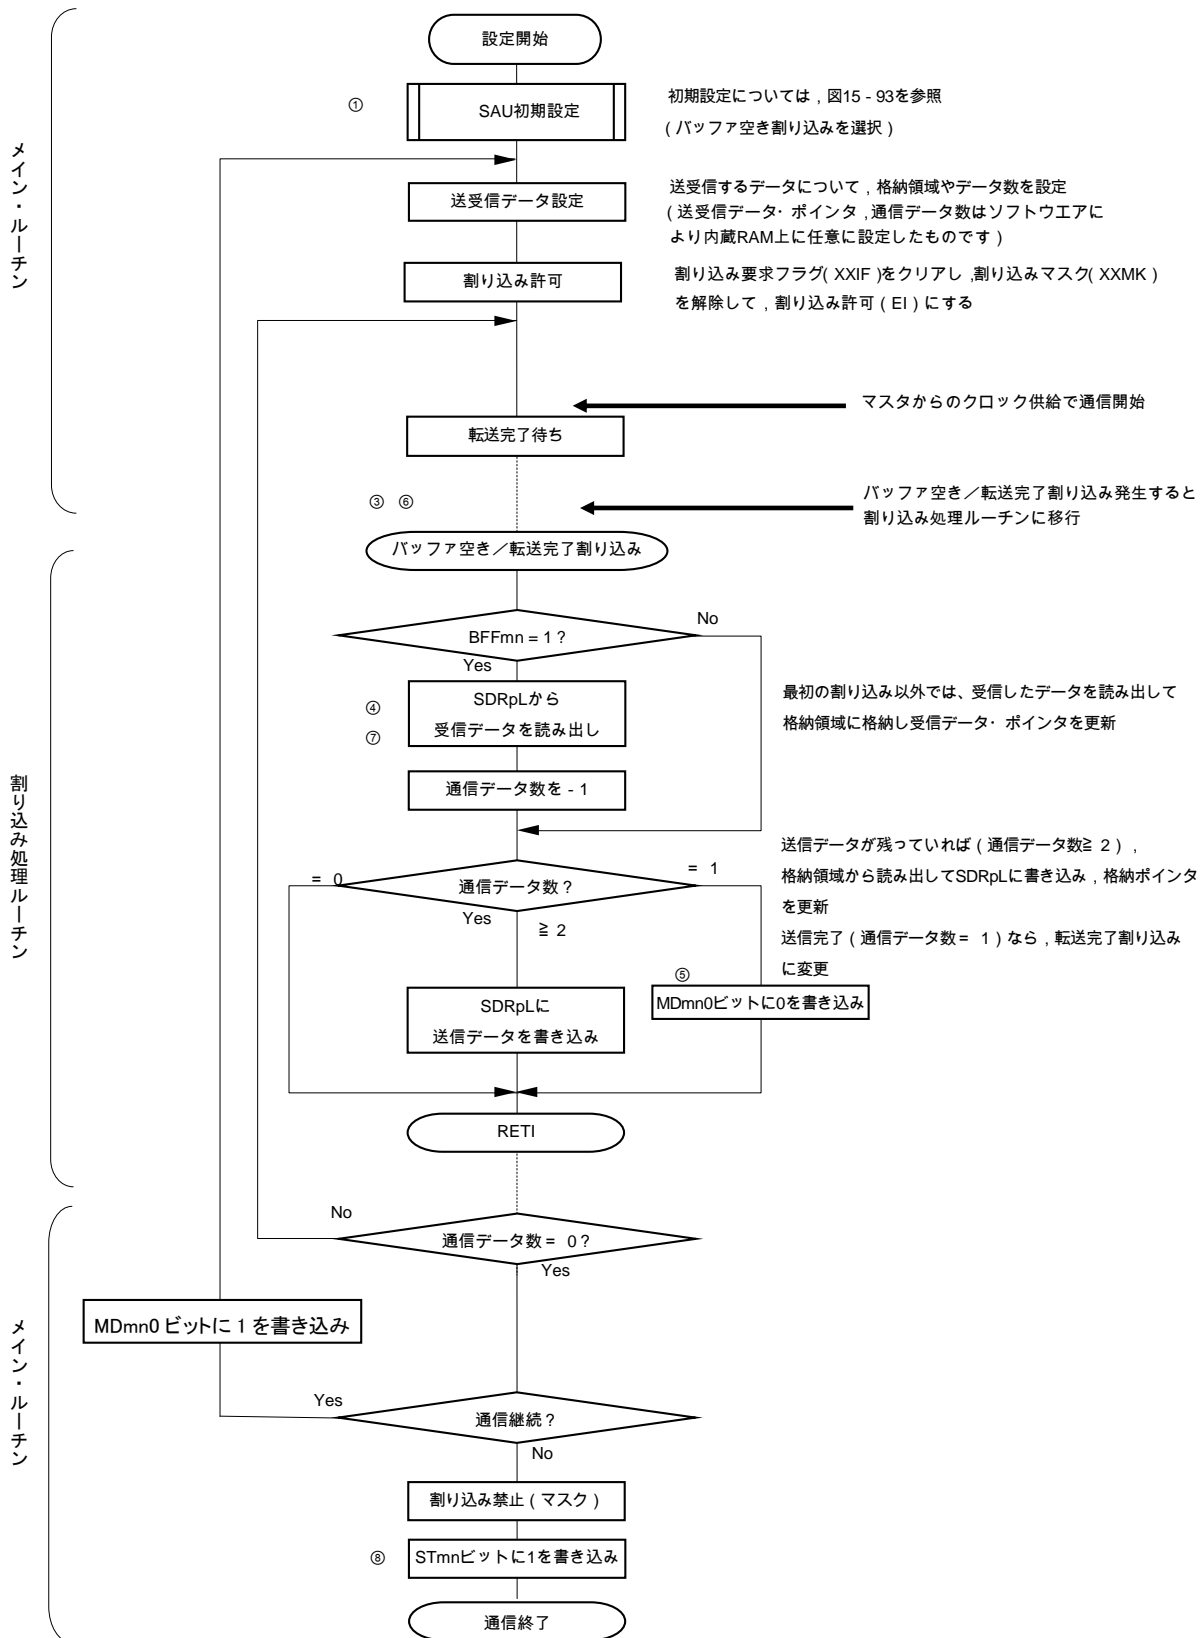 設定開始
①
SAU初期設定
初期設定については，図15 - 93を参照
（バッファ空き割り込みを選択）
メイン・ルーチン
送受信データ設定
送受信するデータについて，格納領域やデータ数を設定
（送受信データ・ポインタ，通信データ数はソフトウエアに
より内蔵RAM上に任意に設定したものです）
割り込み許可
割り込み要求フラグ（XXIF）をクリアし，割り込みマスク（XXMK）
を解除して，割り込み許可（EI）にする
マスタからのクロック供給で通信開始
転送完了待ち
③ ⑥
バッファ空き／転送完了割り込み発生すると
割り込み処理ルーチンに移行
バッファ空き／転送完了割り込み
割り込み処理ルーチン
BFFmn = 1？
No
Yes
④
⑦
SDRpLから
受信データを読み出し
最初の割り込み以外では、受信したデータを読み出して
格納領域に格納し受信データ・ポインタを更新
通信データ数を - 1
送信データが残っていれば（通信データ数≧ 2），
格納領域から読み出してSDRpLに書き込み，格納ポインタ
を更新
送信完了（通信データ数＝ 1）なら，転送完了割り込み
に変更
= 0
通信データ数？
= 1
Yes
≧ 2
⑤
MDmn0ビットに0を書き込み
SDRpLに
送信データを書き込み
RETI
メイン・ルーチン
No
通信データ数＝ 0？
Yes
MDmn0 ビットに 1 を書き込み
Yes
通信継続？
No
割り込み禁止（マスク）
⑧
STmnビットに1を書き込み
通信終了